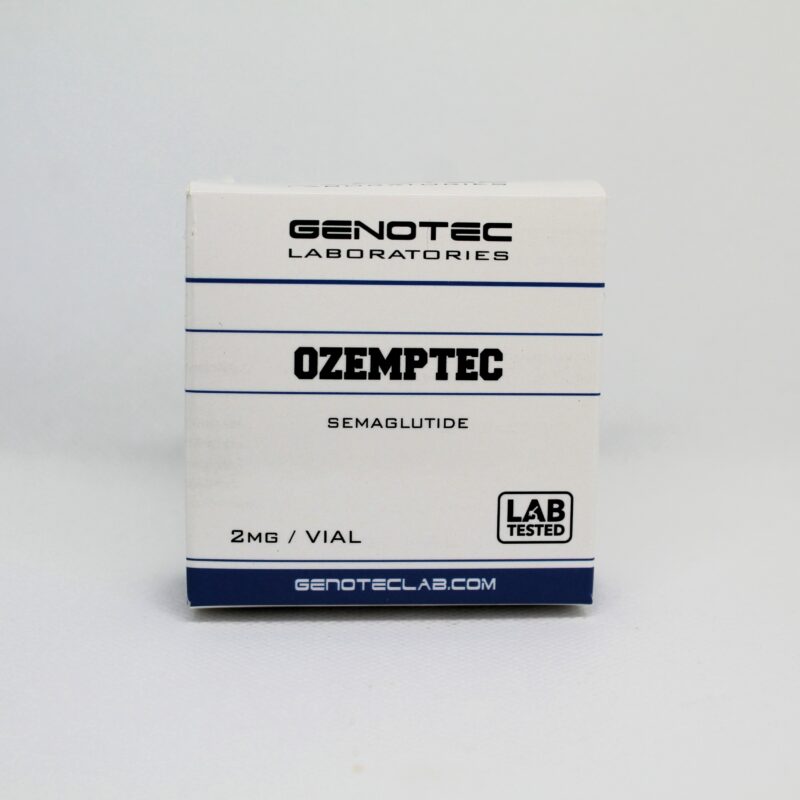 GENOTEC
LABORATORIES
OZEMPTEC
SEMAGLUTIDE
LAB
TESTED
2MG / VIAL
GENOTECLAB.COM